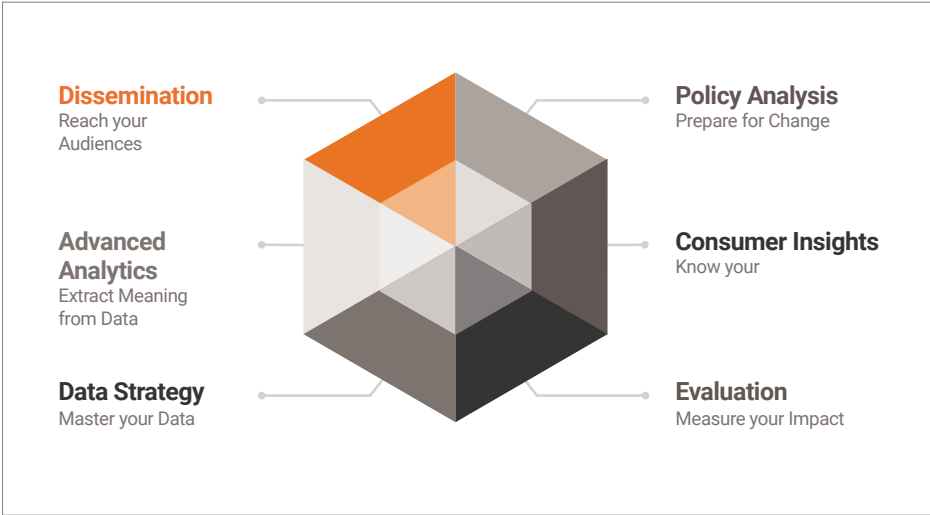 Dissemination
Reach your
Audiences
Advanced
Analytics
Extract Meaning
from Data
Data Strategy
Master your Data
Policy Analysis
Prepare for Change
Consumer Insights
Know your
Evaluation
Measure your Impact